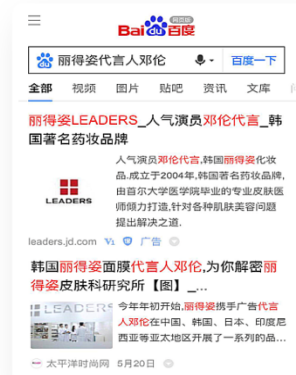 Bai百度
网页版
丽得姿代言人邓伦
百度一下
全部 视频 图片 贴吧 资讯 文库
丽得姿LEADERS_人气演员邓伦代言_韩
国著名药妆品牌
人气演员邓伦代言,韩国丽得姿化妆
品.成立于2004年,韩国著名药妆品牌,
由首尔大学医学院毕业的专业皮肤医
师倾力打造,针对各种肌肤美容问题
提出解决之道.
LEADERS
leaders.jd.com V1 广告
韩国丽得姿面膜代言人邓伦,为你解密丽
得姿皮肤科研究所【图】_...
LEADERS
今年年初开始,丽得姿携手广告代言
人邓伦在中国、韩国、日本、印度尼
西亚等亚太地区开展了一系列的品...
太平洋时尚网 5月20日